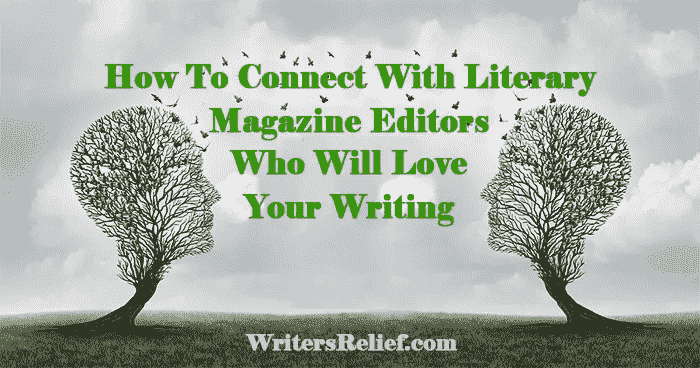 How To Connect With Literary
Magazine Editors
Who Will Love
Your Writing
WritersRelief.com